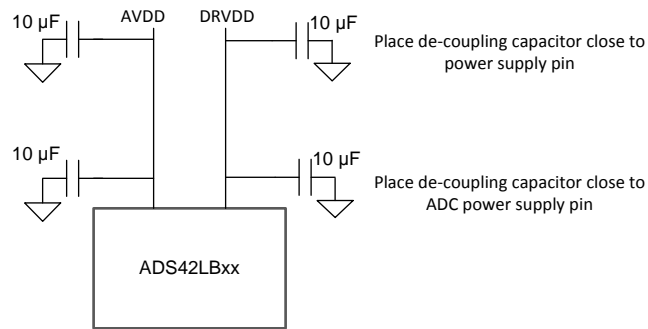 10 µF
AVDD
DRVDD
10 µF
Place de-coupling capacitor close to
power supply pin
10 µF
10 µF
Place de-coupling capacitor close to
ADC power supply pin
ADS42LBxx